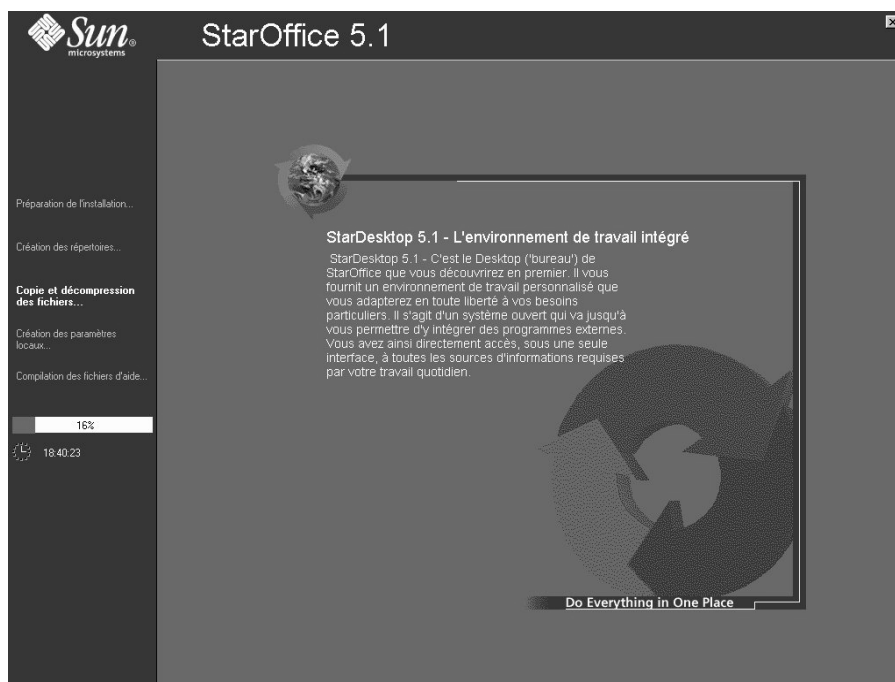 Sun
microsystems
StarOffice 5.1
Préparation de l'installation...
Création des répertoires...
Copie et décompression
des fichiers...
Création des paramètres
locaux...
Compilation des fichiers d'aide...
16%
18:40:23
StarDesktop 5.1 - L'environnement de travail intégré
StarDesktop 5.1 - C'est le Desktop ('bureau') de
StarOffice que vous découvrirez en premier. Il vous
fournit un environnement de travail personnalisé que
vous adapterez en toute liberté à vos besoins
particuliers. Il s'agit d'un système ouvert qui va jusqu'à
vous permettre d'y intégrer des programmes externes.
Vous avez ainsi directement accès, sous une seule
interface, à toutes les sources d'informations requises
par votre travail quotidien.
Do Everything in One Place